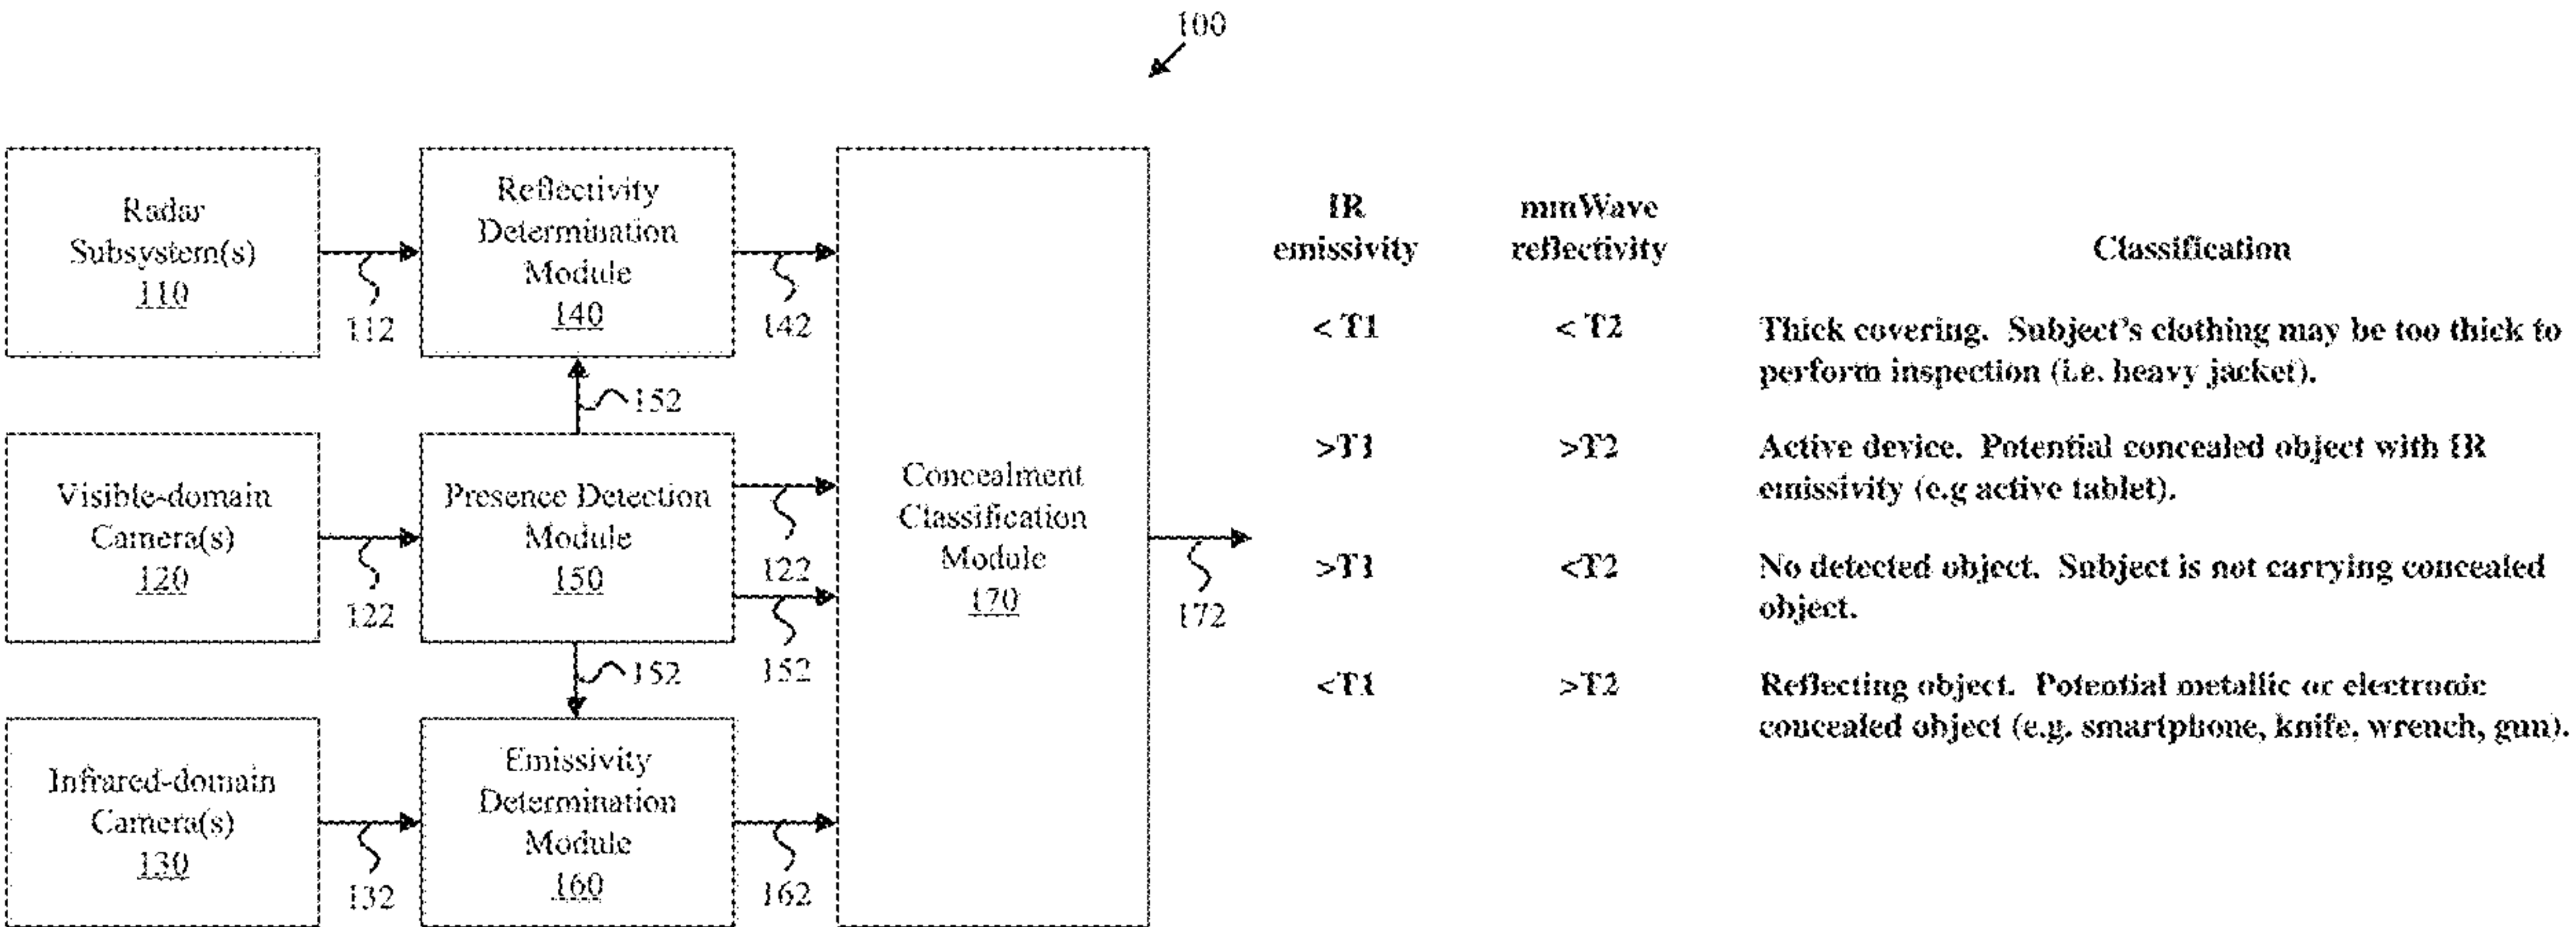 100
Radar
Subsystem(s)
110
112
Reflectivity
Determination
Module
140
142
152
Visible-domain
Camera(s)
120
122
Presence Detection
Module
150
122
152
152
Infrared-domain
Camera(s)
130
132
Emissivity
Determination
Module
160
162
Concealment
Classification
Module
170
172
IR
emissivity
mmWave
reflectivity
Classification
< T1
< T2
Thick covering. Subject's clothing may be too thick to
perform inspection (i.e. heavy jacket).
>T1
>T2
Active device. Potential concealed object with IR
emissivity (e.g active tablet).
>T1
<T2
No detected object. Subject is not carrying concealed
object.
<T1
>T2
Reflecting object. Potential metallic or electronic
concealed object (e.g. smartphone, knife, wrench, gun).